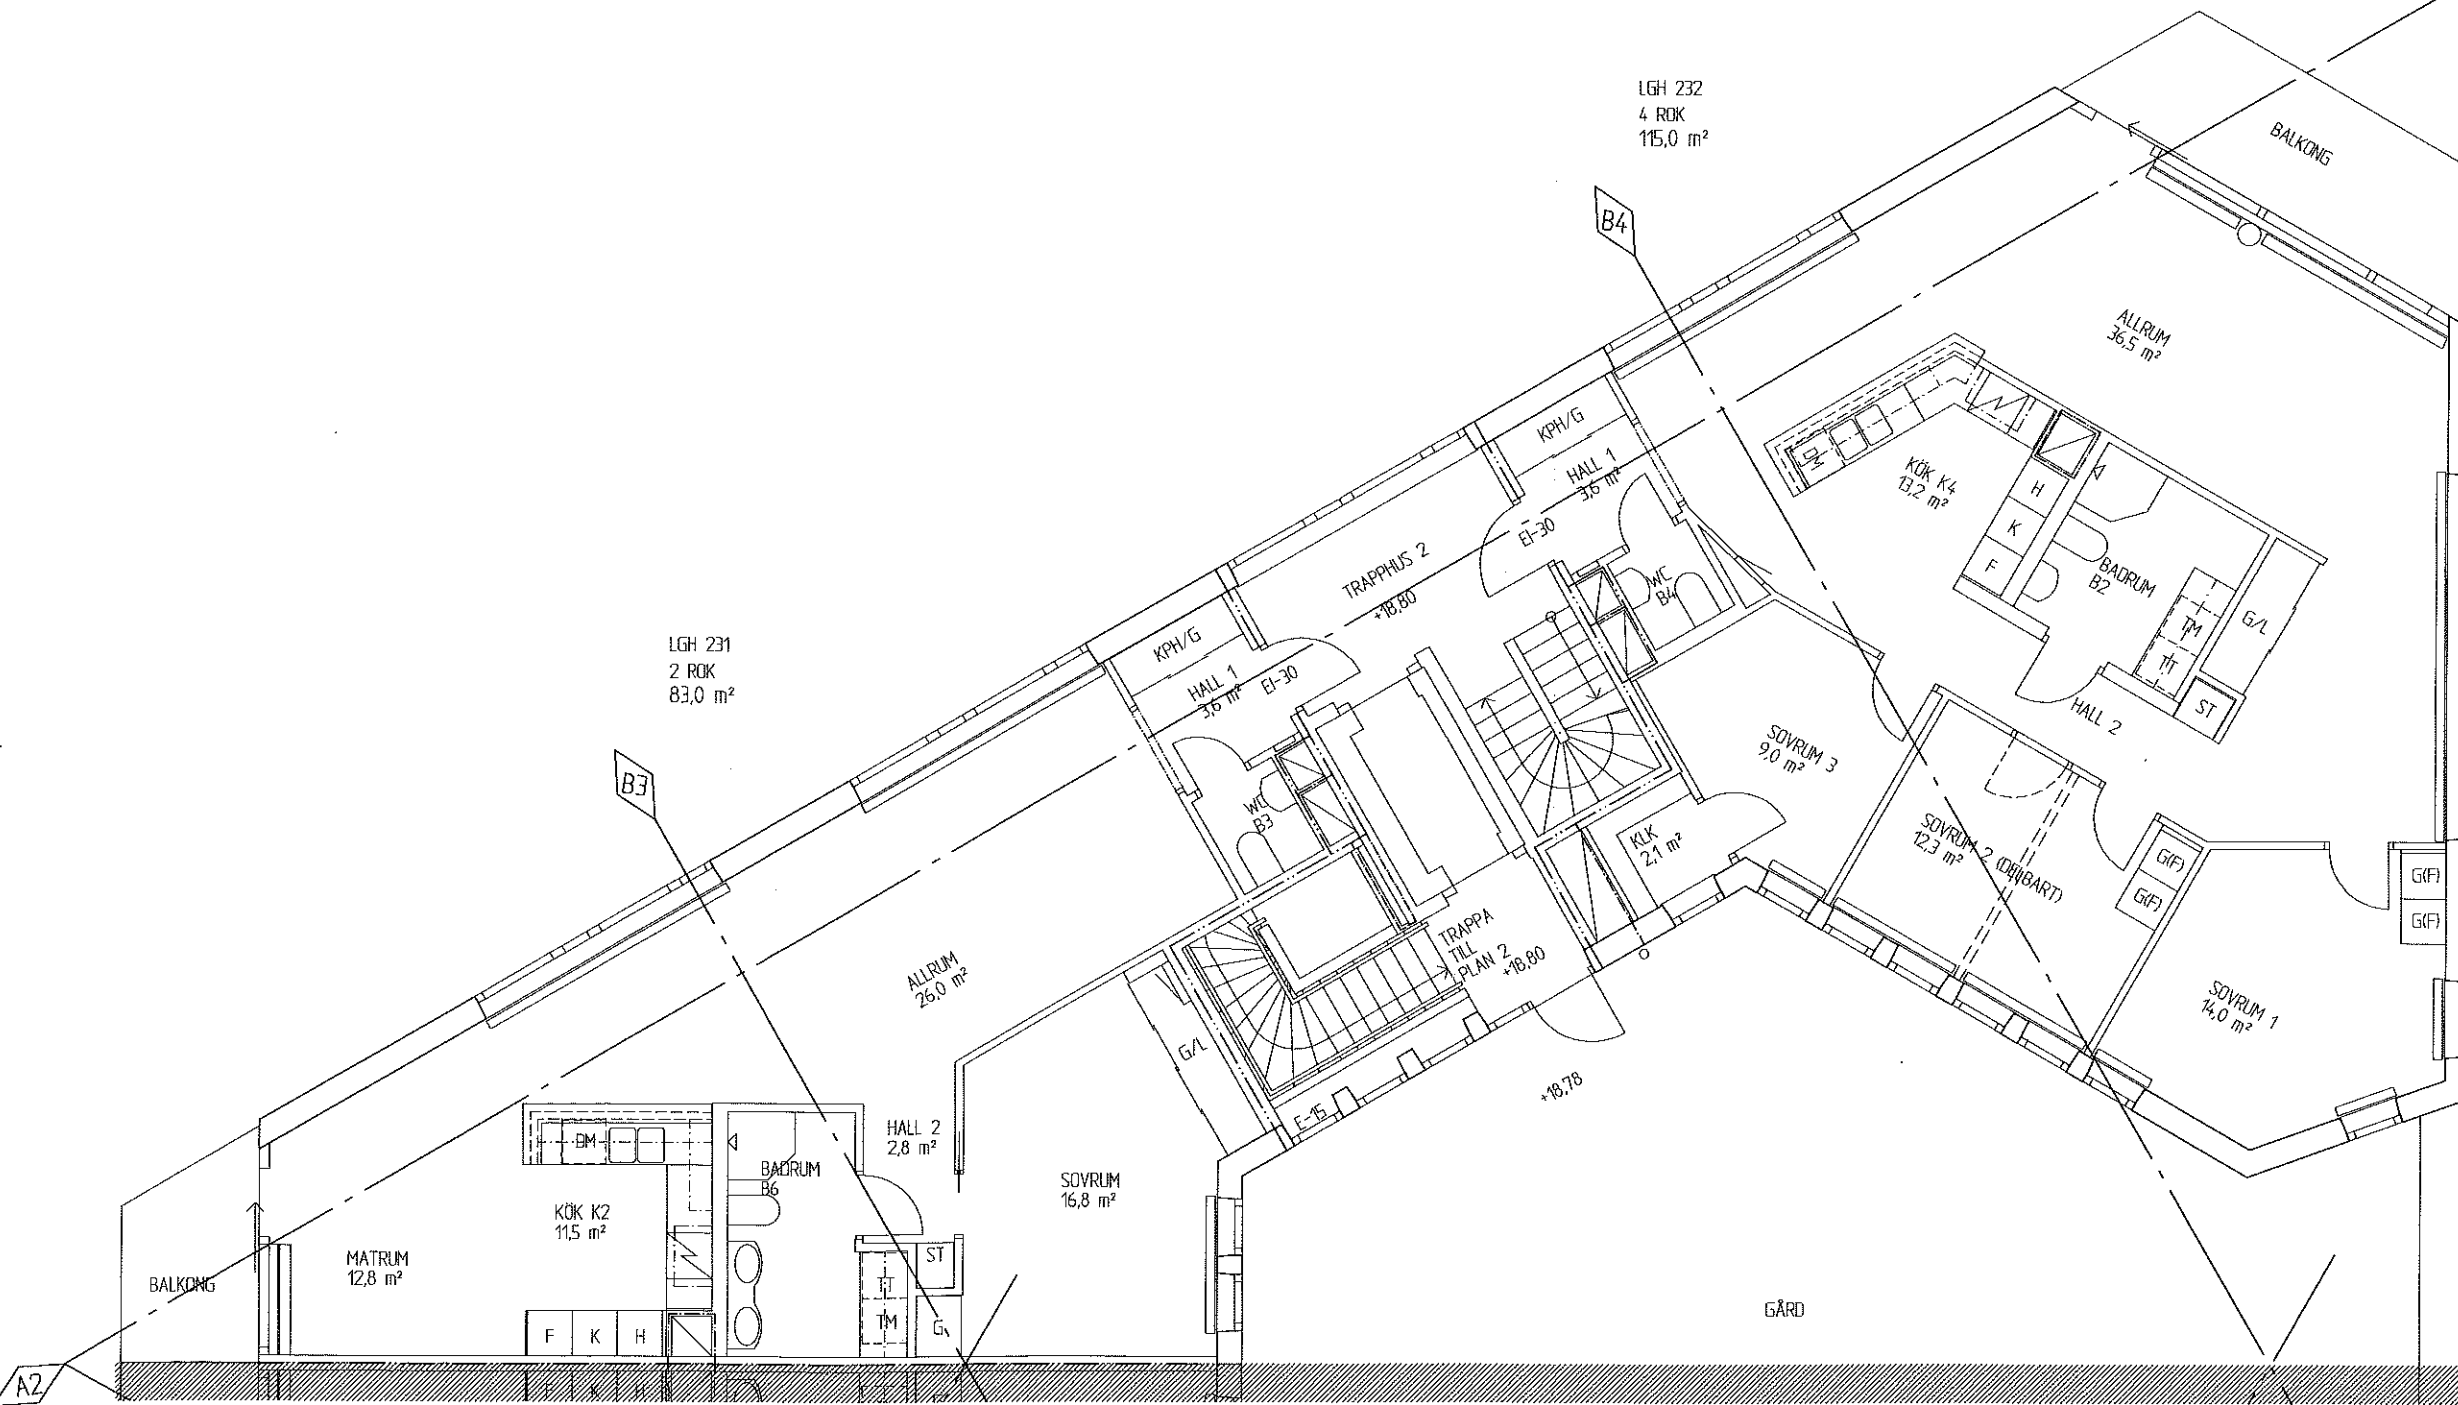 LGH 232
4 ROK
115,0 m²
B4
BALKONG
ALLRUM
36,5 m²
KPH/G
HALL 1
3,6 m²
EI-30
DM
KÖK K4
13,2 m²
H
K
F
BADRUM
B2
TM
TT
G/L
ST
HALL 2
WC
B4
TRAPPHUS 2
+18,80
LGH 231
2 ROK
83,0 m²
B3
KPH/G
HALL 1
3,6 m²
EI-30
WC
B3
SOVRUM 3
9,0 m²
KLK
2,1 m²
SOVRUM 2 (DELBART)
12,3 m²
G(F)
G(F)
G(F)
G(F)
SOVRUM 1
14,0 m²
TRAPPA
TILL
PLAN 2
+18,80
+18,78
E-15
G/L
ALLRUM
26,0 m²
HALL 2
2,8 m²
DM
BADRUM
B6
KÖK K2
11,5 m²
SOVRUM
16,8 m²
MATRUM
12,8 m²
BALKONG
ST
TT
TM
G
F
K
H
GÅRD
A2
F
K
H